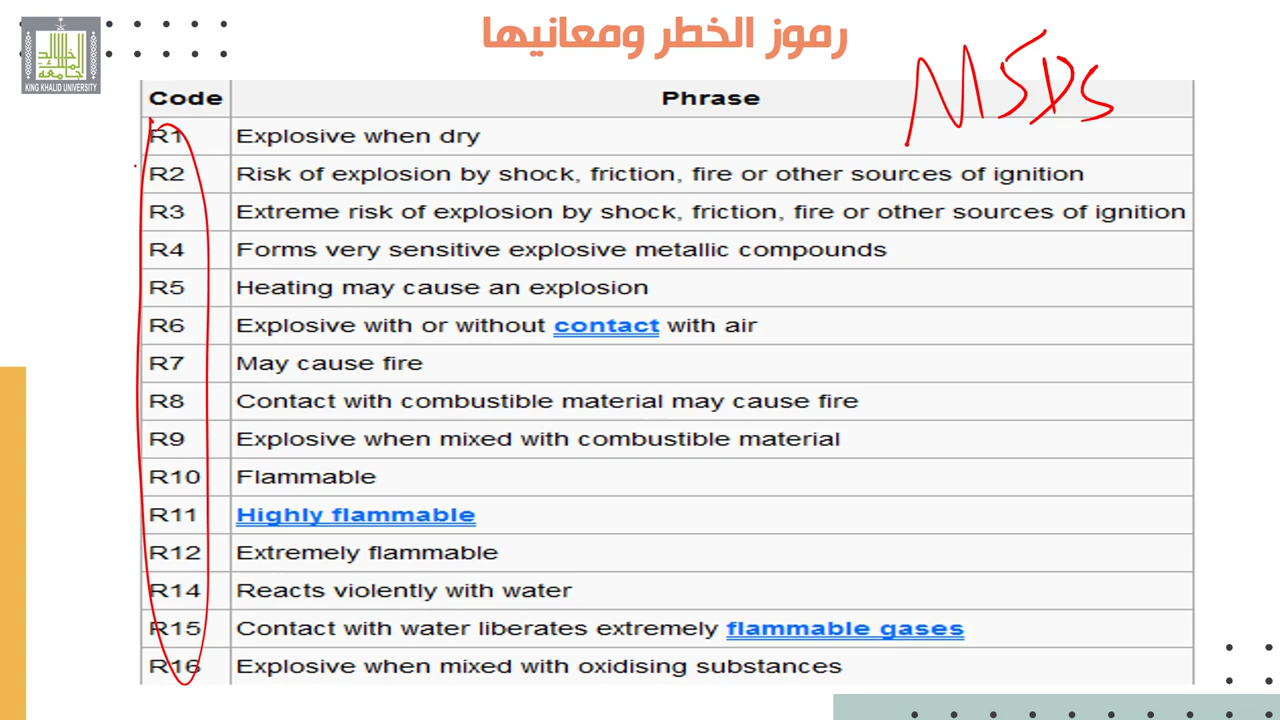 رموز الخطر ومعانيها
MSDS
جامعة الملك خالد
KING KHALID UNIVERSITY
Code Phrase
R1 Explosive when dry
R2 Risk of explosion by shock, friction, fire or other sources of ignition
R3 Extreme risk of explosion by shock, friction, fire or other sources of ignition
R4 Forms very sensitive explosive metallic compounds
R5 Heating may cause an explosion
R6 Explosive with or without contact with air
R7 May cause fire
R8 Contact with combustible material may cause fire
R9 Explosive when mixed with combustible material
R10 Flammable
R11 Highly flammable
R12 Extremely flammable
R14 Reacts violently with water
R15 Contact with water liberates extremely flammable gases
R16 Explosive when mixed with oxidising substances